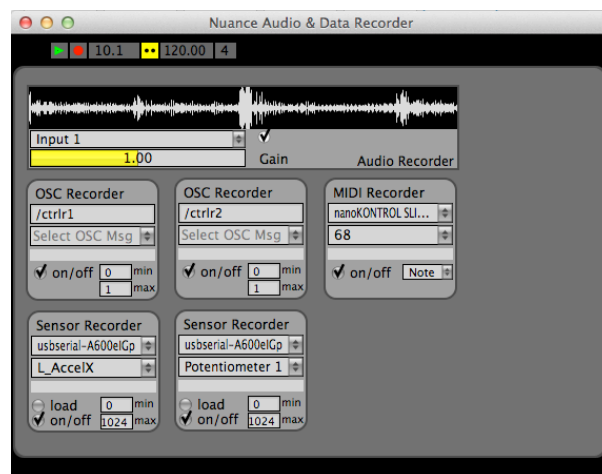 Nuance Audio & Data Recorder
10.1 120.00 4
Input 1
1.00 Gain Audio Recorder
OSC Recorder
/ctrlr1
Select OSC Msg
on/off 0 min
1 max
OSC Recorder
/ctrlr2
Select OSC Msg
on/off 0 min
1 max
MIDI Recorder
nanoKONTROL SLI...
68
on/off Note
Sensor Recorder
usbserial-A600eIGp
L_AccelX
load 0 min
on/off 1024 max
Sensor Recorder
usbserial-A600eIGp
Potentiometer 1
load 0 min
on/off 1024 max